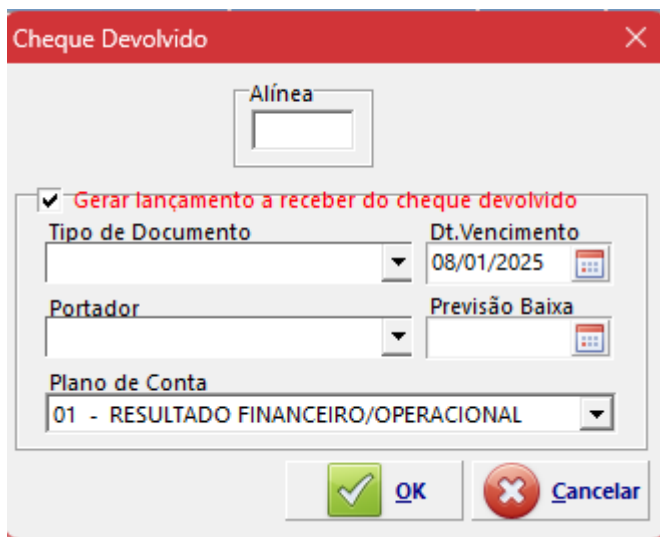 Cheque Devolvido
Alínea
Gerar lançamento a receber do cheque devolvido
Tipo de Documento Dt.Vencimento
08/01/2025
Portador Previsão Baixa
Plano de Conta
01 - RESULTADO FINANCEIRO/OPERACIONAL
OK Cancelar